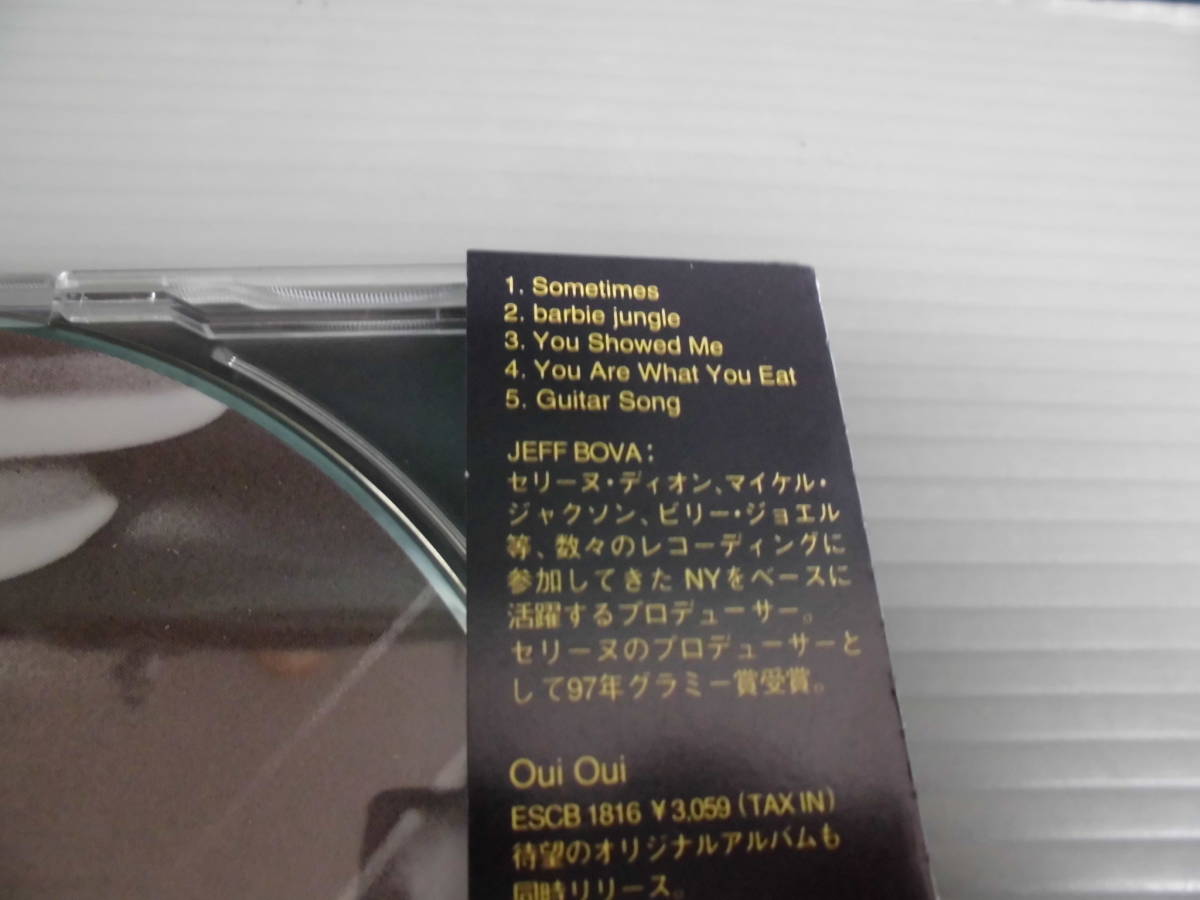 1. Sometimes
2. barbie jungle
3. You Showed Me
4. You Are What You Eat
5. Guitar Song
JEFF BOVA:
セリーヌ・ディオン、マイケル・
ジャクソン、ビリー・ジョエル
等、数々のレコーディングに
参加してきた NYをベースに
活躍するプロデューサー。
セリーヌのプロデューサーと
して97年グラミー賞受賞。
Oui Oui
ESCB 1816 ¥3,059 (TAX IN)
待望のオリジナルアルバムも
同時リリース。